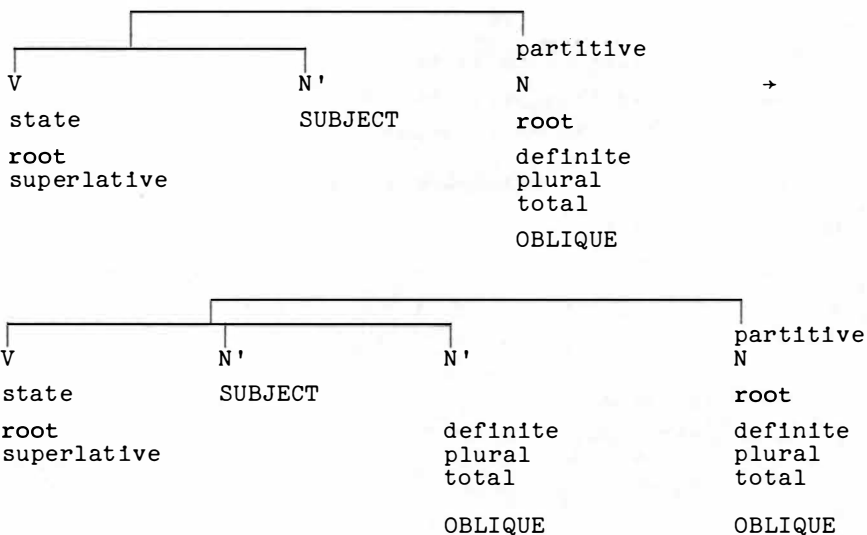 partitive
V N' N →
state SUBJECT root
root definite
superlative plural
total
OBLIQUE
partitive
V N' N' N
state SUBJECT root
root definite definite
superlative plural plural
total total
OBLIQUE OBLIQUE